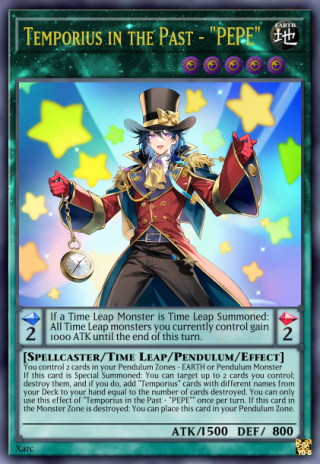 Temporius in the Past - "PEPE"
EARTH
地
If a Time Leap Monster is Time Leap Summoned:
All Time Leap monsters you currently control gain
1000 ATK until the end of this turn.
2
2
[Spellcaster/Time Leap/Pendulum/Effect]
You control 2 cards in your Pendulum Zones - EARTH or Pendulum Monster
If this card is Special Summoned: You can target up to 2 cards you control;
destroy them, and if you do, add "Temporius" cards with different names from
your Deck to your hand equal to the number of cards destroyed. You can only
use this effect of "Temporius in the Past - "PEPE"" once per turn. If this card in
the Monster Zone is destroyed: You can place this card in your Pendulum Zone.
ATK/1500 DEF/ 800
Xarc